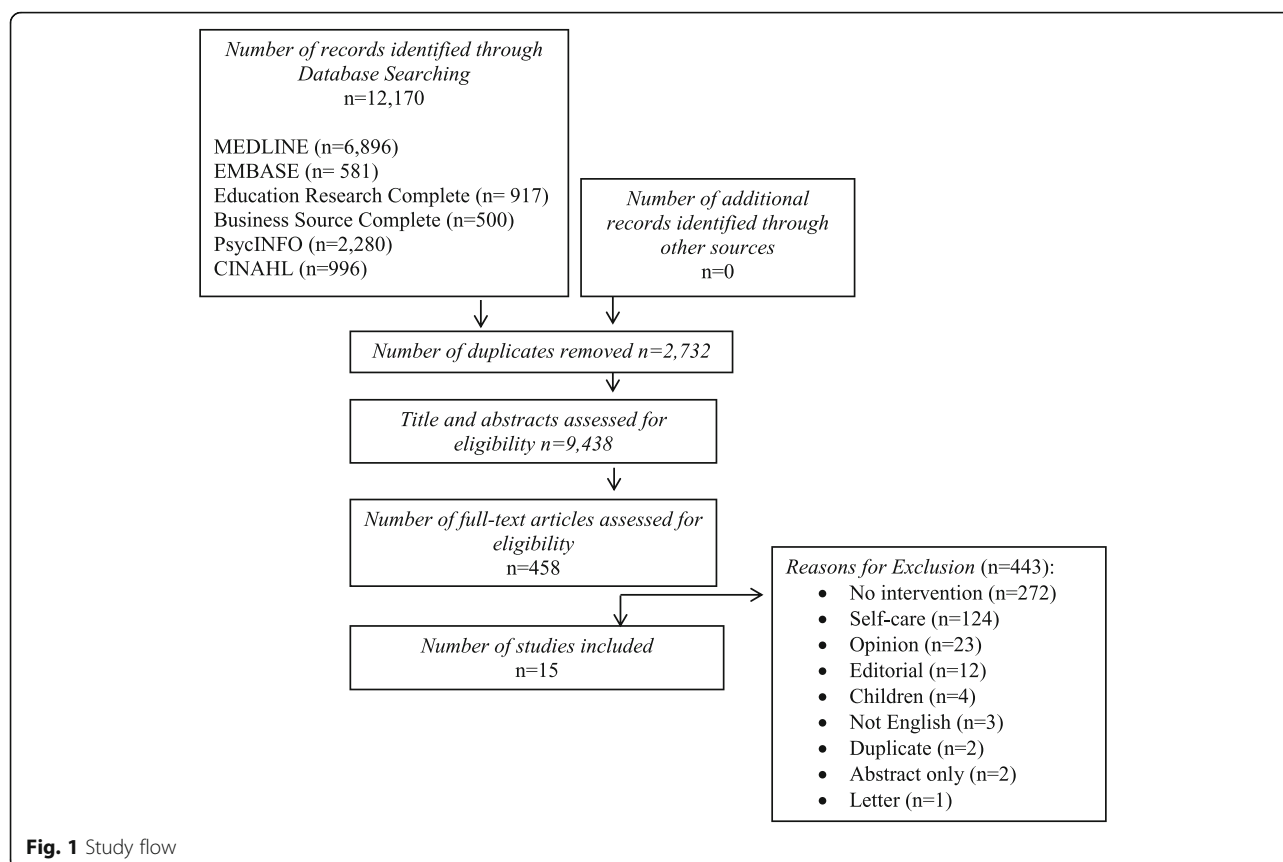 Number of records identified through
Database Searching
n=12,170
MEDLINE (n=6,896)
EMBASE (n= 581)
Education Research Complete (n= 917)
Business Source Complete (n=500)
PsycINFO (n=2,280)
CINAHL (n=996)
Number of additional
records identified through
other sources
n=0
Number of duplicates removed n=2,732
Title and abstracts assessed for
eligibility n=9,438
Number of full-text articles assessed for
eligibility
n=458
Reasons for Exclusion (n=443):
• No intervention (n=272)
• Self-care (n=124)
• Opinion (n=23)
• Editorial (n=12)
• Children (n=4)
• Not English (n=3)
• Duplicate (n=2)
• Abstract only (n=2)
• Letter (n=1)
Number of studies included
n=15
Fig. 1 Study flow